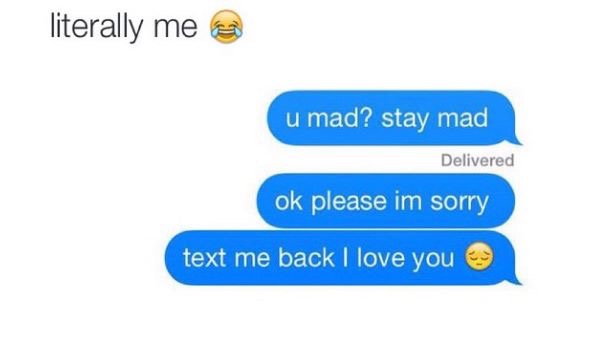 literally me 😂
u mad? stay mad
Delivered
ok please im sorry
text me back I love you 😔